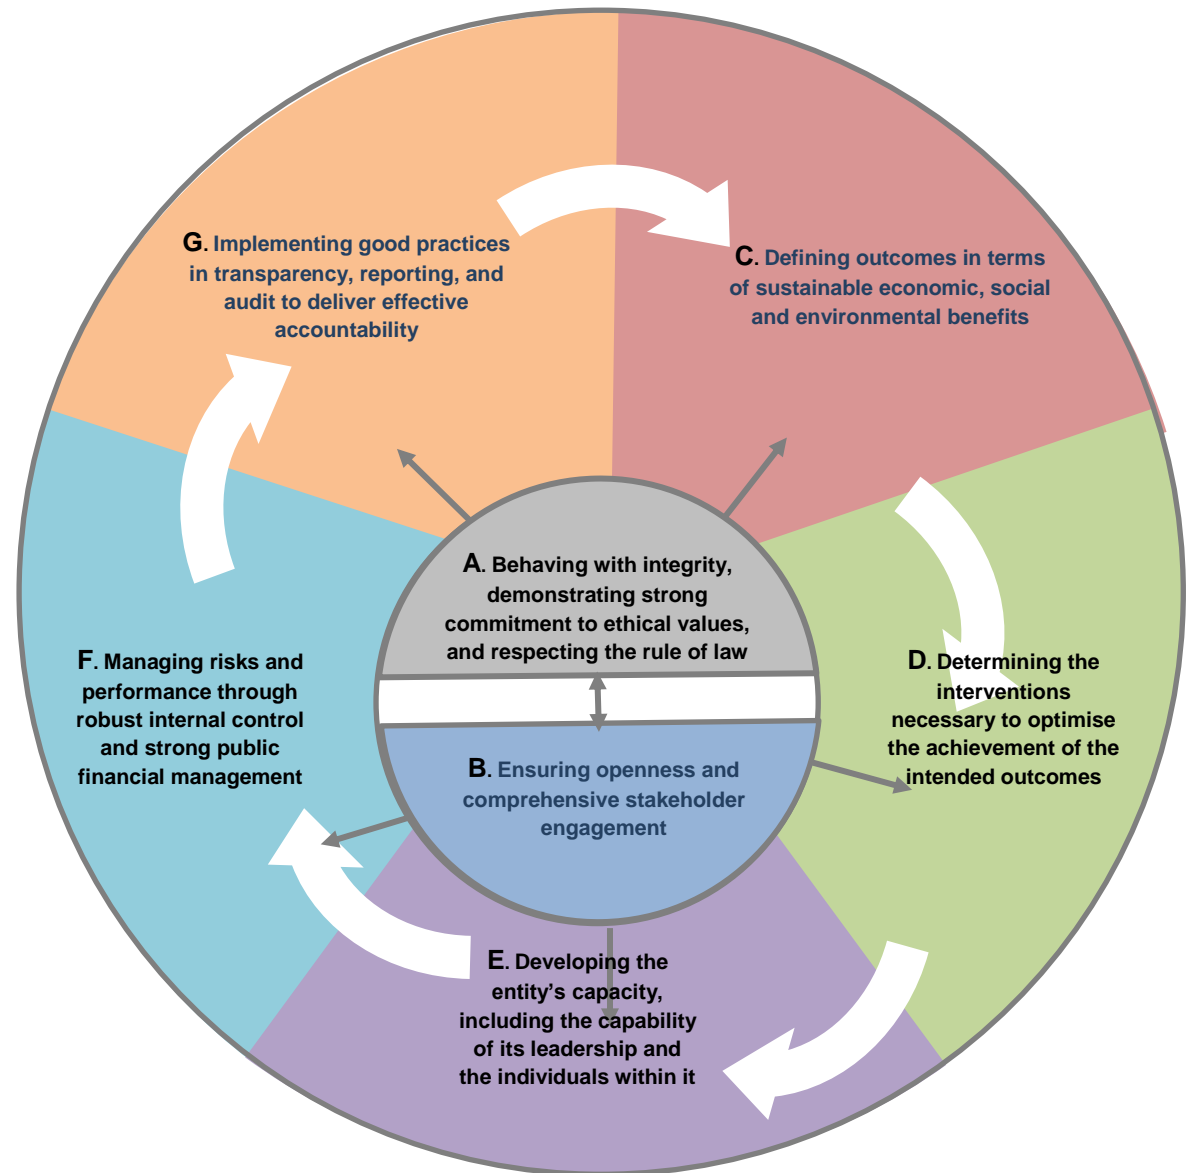 G. Implementing good practices
in transparency, reporting, and
audit to deliver effective
accountability
C. Defining outcomes in terms
of sustainable economic, social
and environmental benefits
A. Behaving with integrity,
demonstrating strong
commitment to ethical values,
and respecting the rule of law
F. Managing risks and
performance through
robust internal control
and strong public
financial management
D. Determining the
interventions
necessary to optimise
the achievement of the
intended outcomes
B. Ensuring openness and
comprehensive stakeholder
engagement
E. Developing the
entity’s capacity,
including the capability
of its leadership and
the individuals within it